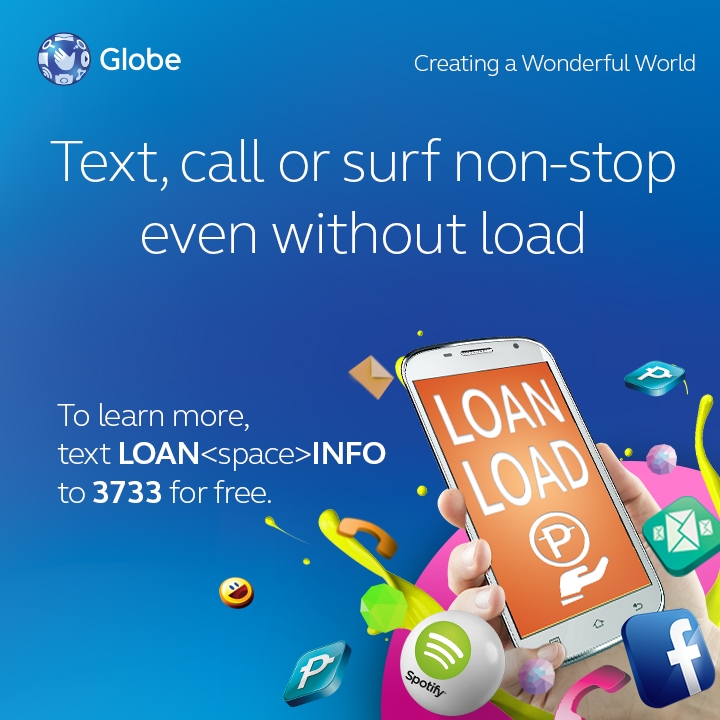 Globe
Creating a Wonderful World
Text, call or surf non-stop
even without load
To learn more,
text LOAN<space>INFO
to 3733 for free.
LOAN
LOAD
P
P
P
Spotify
f